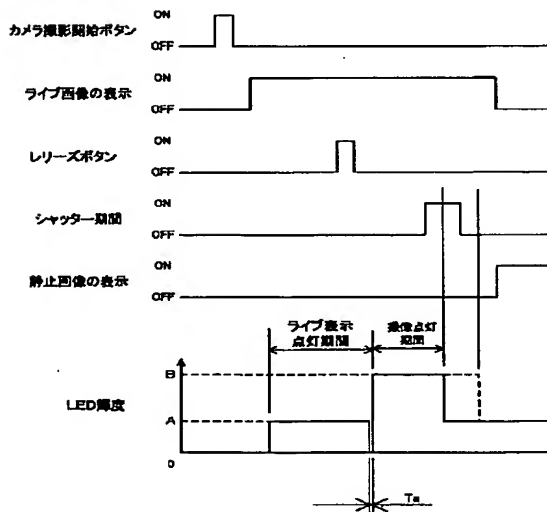 カメラ撮影開始ボタン
ON
OFF
ライブ画像の表示
ON
OFF
レリーズボタン
ON
OFF
シャッター期間
ON
OFF
静止画像の表示
ON
OFF
ライブ表示
点灯期間
撮像点灯
期間
LED輝度
B
A
0
Ta